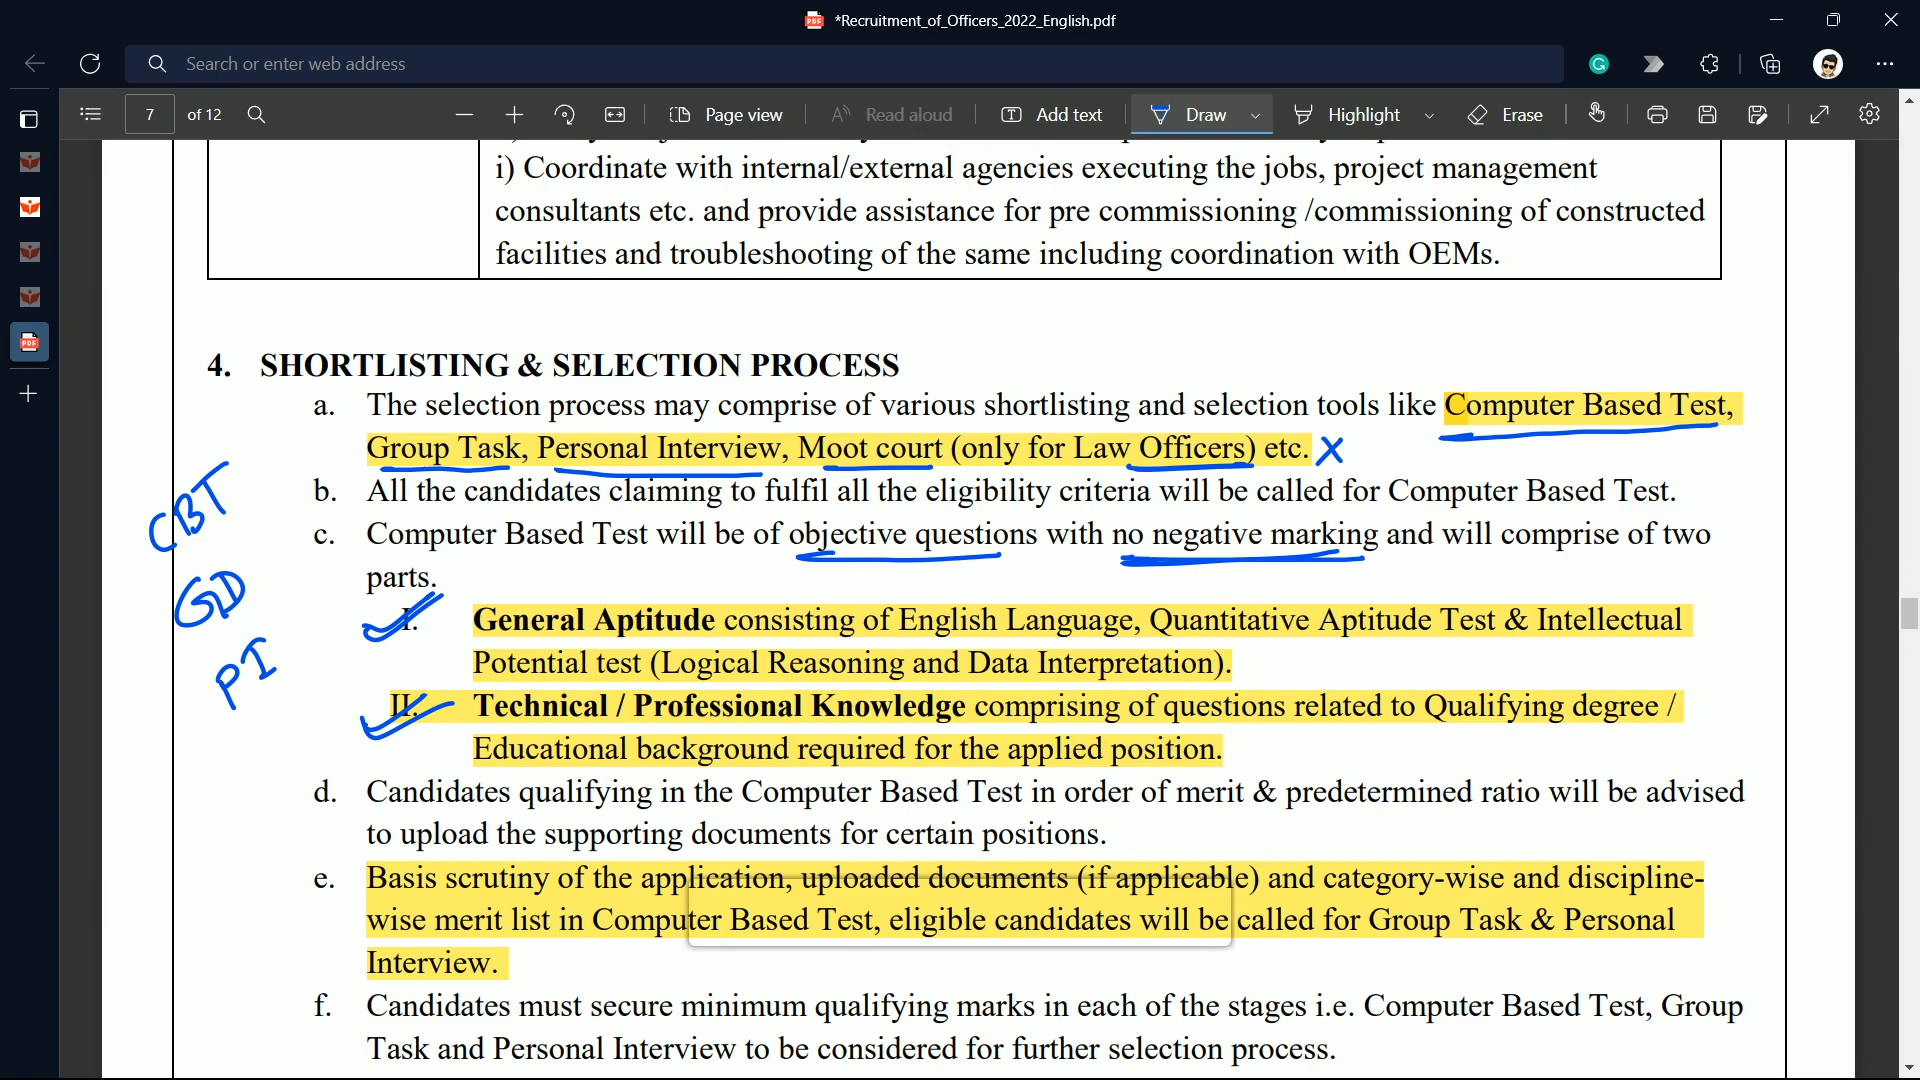 *Recruitment_of_Officers_2022_English.pdf
Search or enter web address
7 of 12 Page view Read aloud Add text Draw Highlight Erase
i) Coordinate with internal/external agencies executing the jobs, project management
consultants etc. and provide assistance for pre commissioning /commissioning of constructed
facilities and troubleshooting of the same including coordination with OEMs.
4. SHORTLISTING & SELECTION PROCESS
a. The selection process may comprise of various shortlisting and selection tools like Computer Based Test,
Group Task, Personal Interview, Moot court (only for Law Officers) etc. X
b. All the candidates claiming to fulfil all the eligibility criteria will be called for Computer Based Test.
CBT
c. Computer Based Test will be of objective questions with no negative marking and will comprise of two
parts.
GD
I. General Aptitude consisting of English Language, Quantitative Aptitude Test & Intellectual
Potential test (Logical Reasoning and Data Interpretation).
PI
II. Technical / Professional Knowledge comprising of questions related to Qualifying degree /
Educational background required for the applied position.
d. Candidates qualifying in the Computer Based Test in order of merit & predetermined ratio will be advised
to upload the supporting documents for certain positions.
e. Basis scrutiny of the application, uploaded documents (if applicable) and category-wise and discipline-
wise merit list in Computer Based Test, eligible candidates will be called for Group Task & Personal
Interview.
f. Candidates must secure minimum qualifying marks in each of the stages i.e. Computer Based Test, Group
Task and Personal Interview to be considered for further selection process.